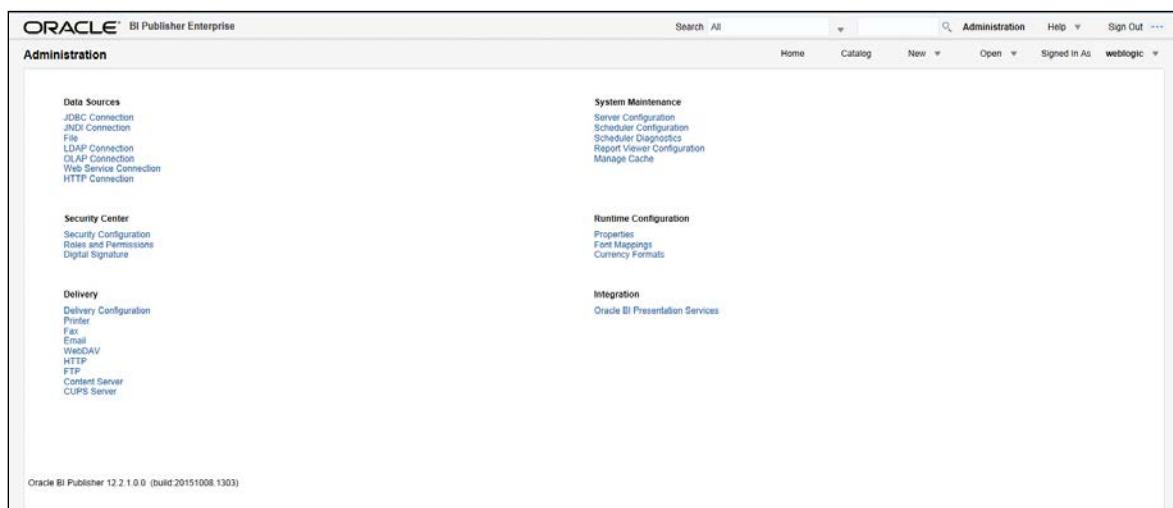 ORACLE BI Publisher Enterprise Search All Administration Help Sign Out
Administration Home Catalog New Open Signed In As weblogic
Data Sources
JDBC Connection
JNDI Connection
File
LDAP Connection
OLAP Connection
Web Service Connection
HTTP Connection
System Maintenance
Server Configuration
Scheduler Configuration
Scheduler Diagnostics
Report Viewer Configuration
Manage Cache
Security Center
Security Configuration
Roles and Permissions
Digital Signature
Runtime Configuration
Properties
Font Mappings
Currency Formats
Delivery
Delivery Configuration
Printer
Fax
Email
WebDAV
HTTP
FTP
Content Server
CUPS Server
Integration
Oracle BI Presentation Services
Oracle BI Publisher 12.2.1.0.0 (build:20151008.1303)